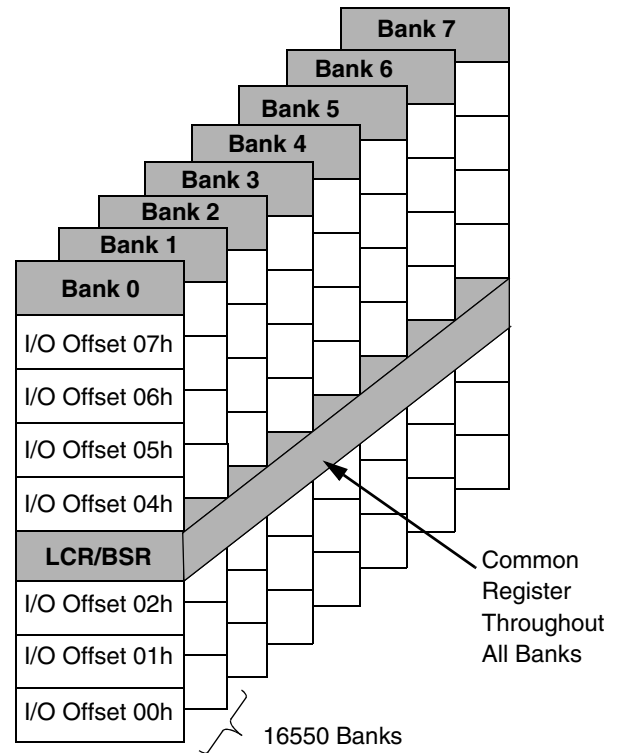 Bank 7
Bank 6
Bank 5
Bank 4
Bank 3
Bank 2
Bank 1
Bank 0
I/O Offset 07h
I/O Offset 06h
I/O Offset 05h
I/O Offset 04h
LCR/BSR
I/O Offset 02h
I/O Offset 01h
I/O Offset 00h
Common
Register
Throughout
All Banks
16550 Banks